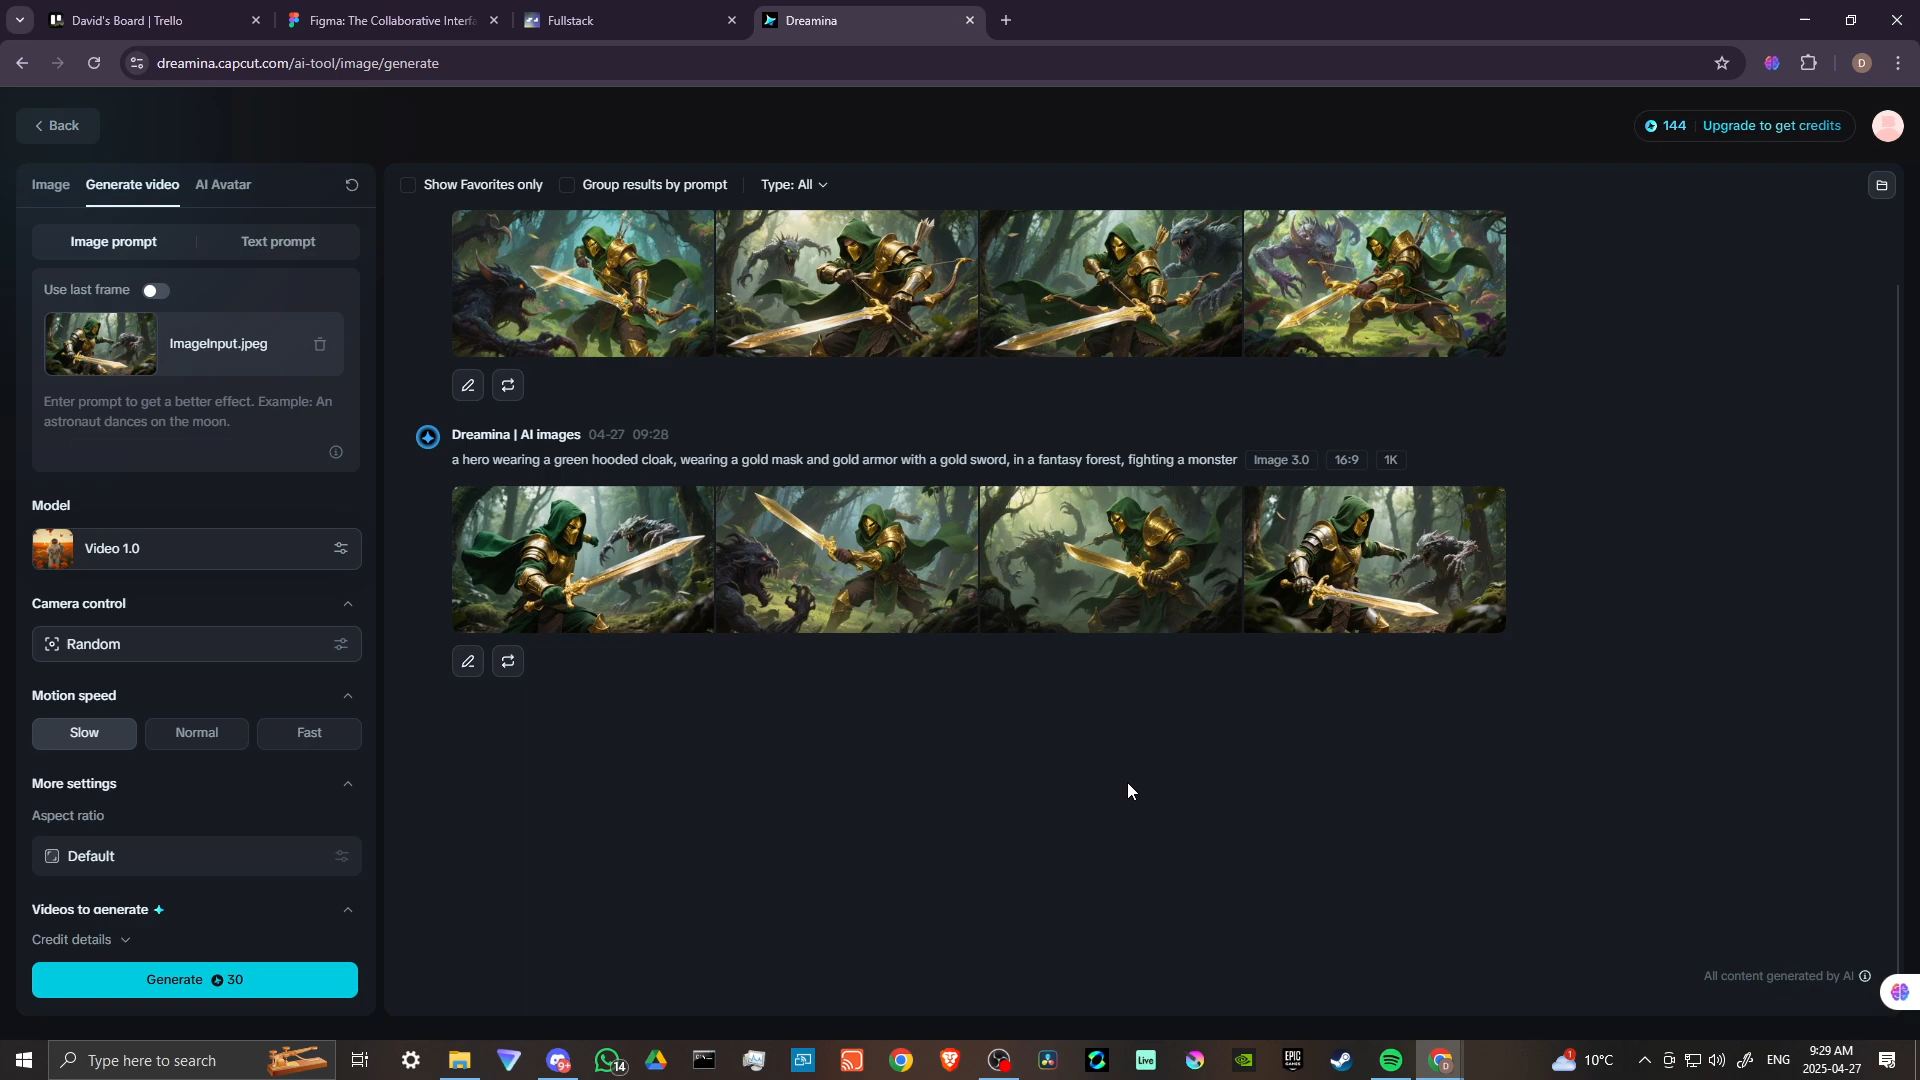 David's Board | Trello
Figma: The Collaborative Interfa
Fullstack
Dreamina
dreamina.capcut.com/ai-tool/image/generate
D
Back
144 | Upgrade to get credits
Image
Generate video
AI Avatar
Show Favorites only
Group results by prompt
Type: All
Image prompt
Text prompt
Use last frame
ImageInput.jpeg
Enter prompt to get a better effect. Example: An
astronaut dances on the moon.
Model
Video 1.0
Camera control
Random
Motion speed
Slow
Normal
Fast
More settings
Aspect ratio
Default
Videos to generate
Credit details
Generate 30
Dreamina | AI images 04-27 09:28
a hero wearing a green hooded cloak, wearing a gold mask and gold armor with a gold sword, in a fantasy forest, fighting a monster Image 3.0 16:9 1K
All content generated by AI
Type here to search
9+
14
Live
EPIC GAMES
D
1
10°C
ENG
9:29 AM
2025-04-27